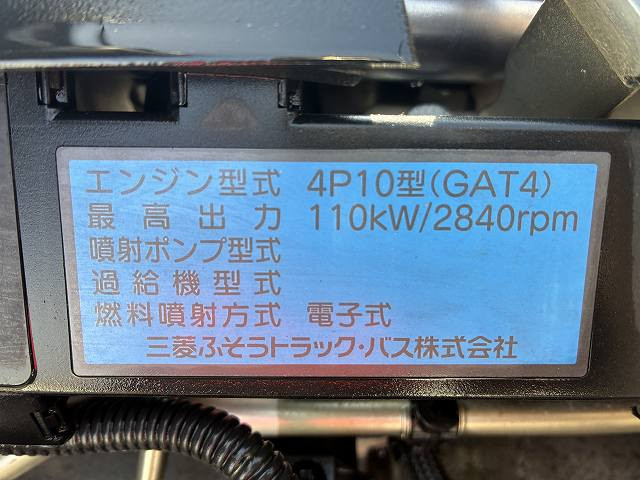 エンジン型式 4P10型(GAT4)
最高出力 110kW/2840rpm
噴射ポンプ型式
過給機型式
燃料噴射方式 電子式
三菱ふそうトラック・バス株式会社